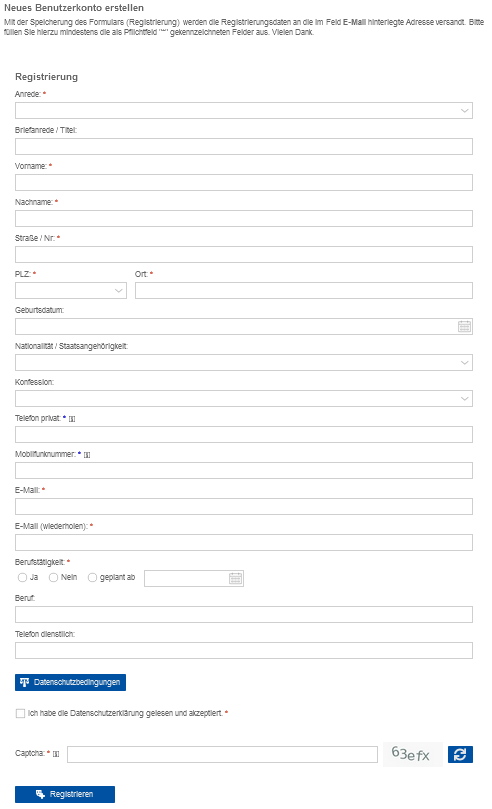 Neues Benutzerkonto erstellen
Mit der Speichern des Formulars (Registrierung) werden die Registrierungsdaten an die im Feld E-Mail hinterlegte Adresse versandt. Bitte
füllen Sie hierzu mindestens die als Pflichtfeld "*" gekennzeichneten Felder aus. Vielen Dank.
Registrierung
Anrede: *
Briefanrede / Titel:
Vorname: *
Nachname: *
Straße / Nr: *
PLZ: * Ort: *
Geburtsdatum:
Nationalität / Staatsangehörigkeit:
Konfession:
Telefon privat: *
Mobilfunknummer: *
E-Mail: *
E-Mail (wiederholen): *
Berufstätigkeit: *
Ja Nein geplant ab
Beruf:
Telefon dienstlich:
Datenschutzbedingungen
Ich habe die Datenschutzerklärung gelesen und akzeptiert. *
Captcha: * 63efx
Registrieren